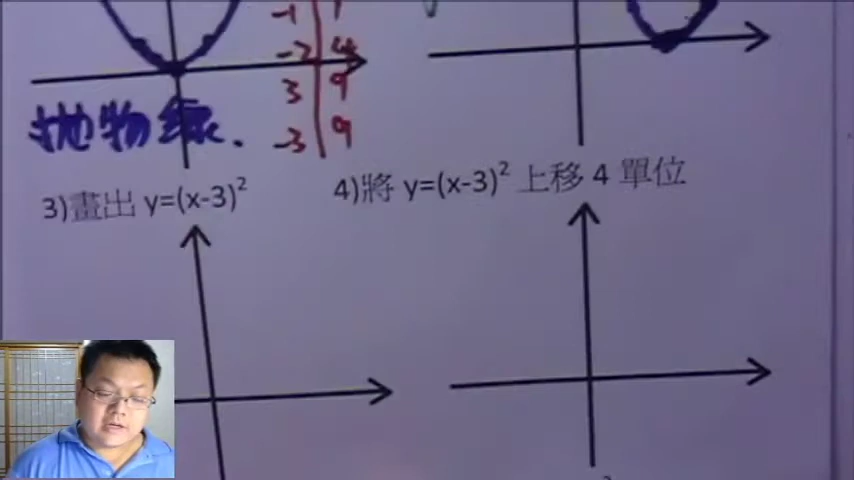 -1 1
-2 4
3 9
-3 9
拋物線.
3)畫出 y=(x-3)²
4)將 y=(x-3)² 上移 4 單位